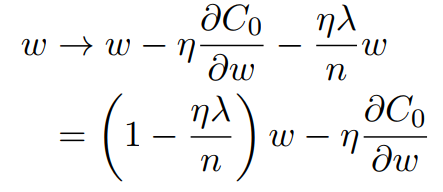 w → w − η ∂C₀/∂w − ηλ/n w
= (1 − ηλ/n) w − η ∂C₀/∂w